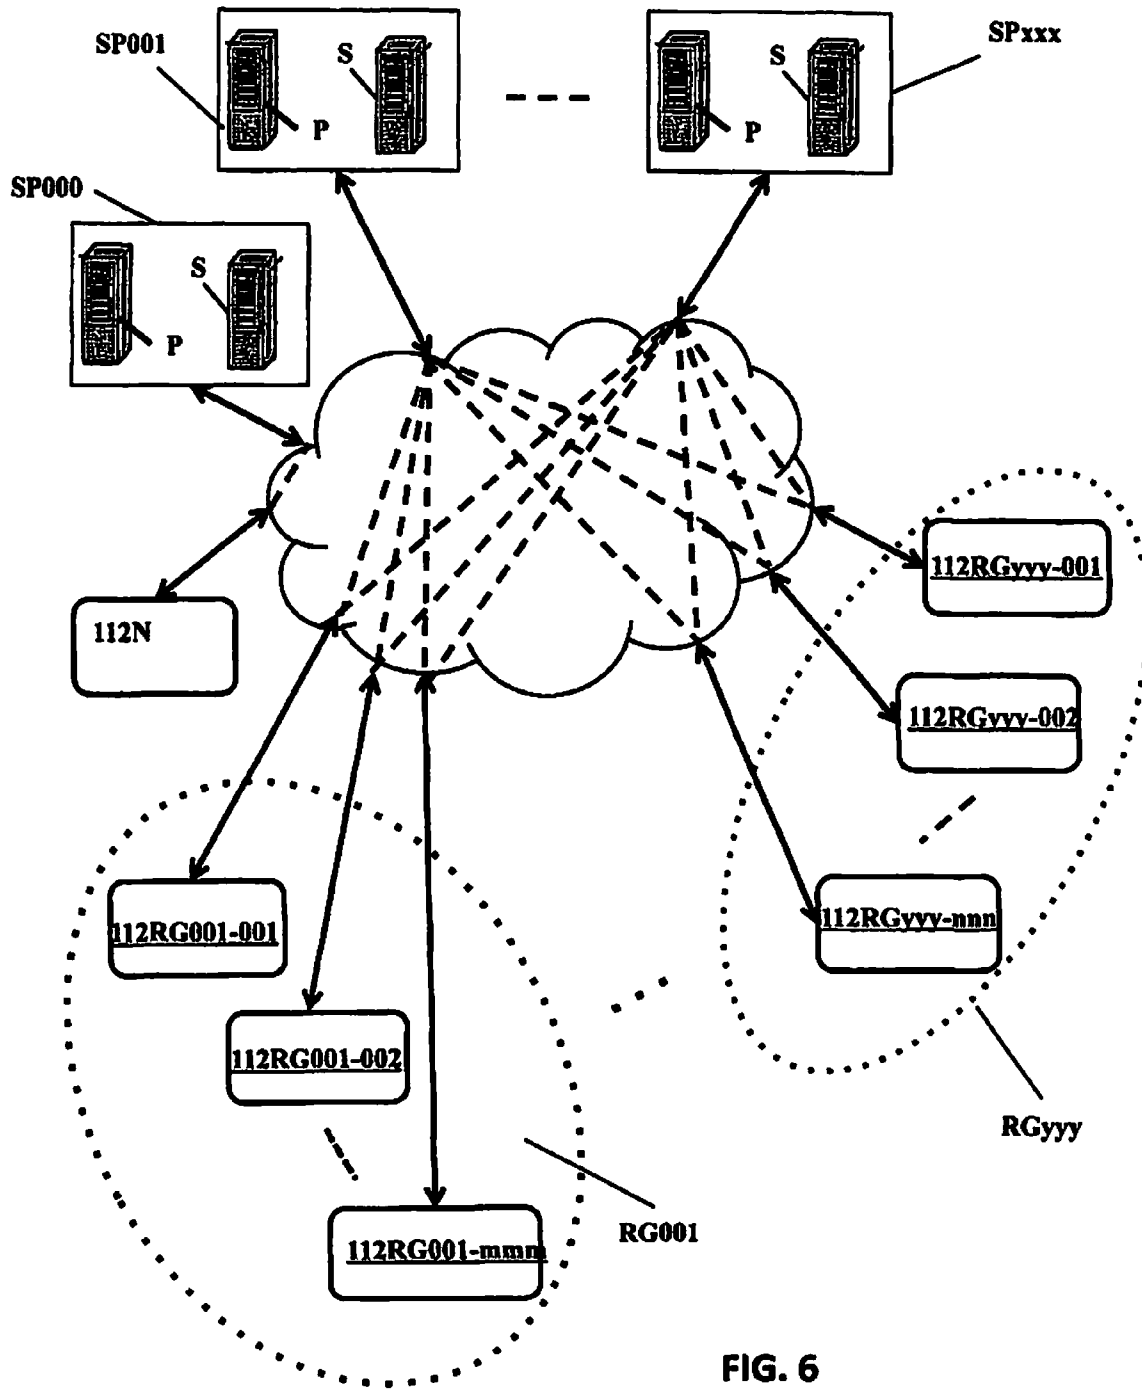 SP001
S
P
SPxxx
S
P
SP000
S
P
112N
112RGyyy-001
112RGyyy-002
112RGyyy-nnn
112RG001-001
112RG001-002
112RG001-mmm
RGyyy
RG001
FIG. 6